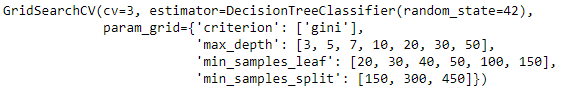 GridSearchCV(cv=3, estimator=DecisionTreeClassifier(random_state=42),
             param_grid={'criterion': ['gini'],
                         'max_depth': [3, 5, 7, 10, 20, 30, 50],
                         'min_samples_leaf': [20, 30, 40, 50, 100, 150],
                         'min_samples_split': [150, 300, 450]})